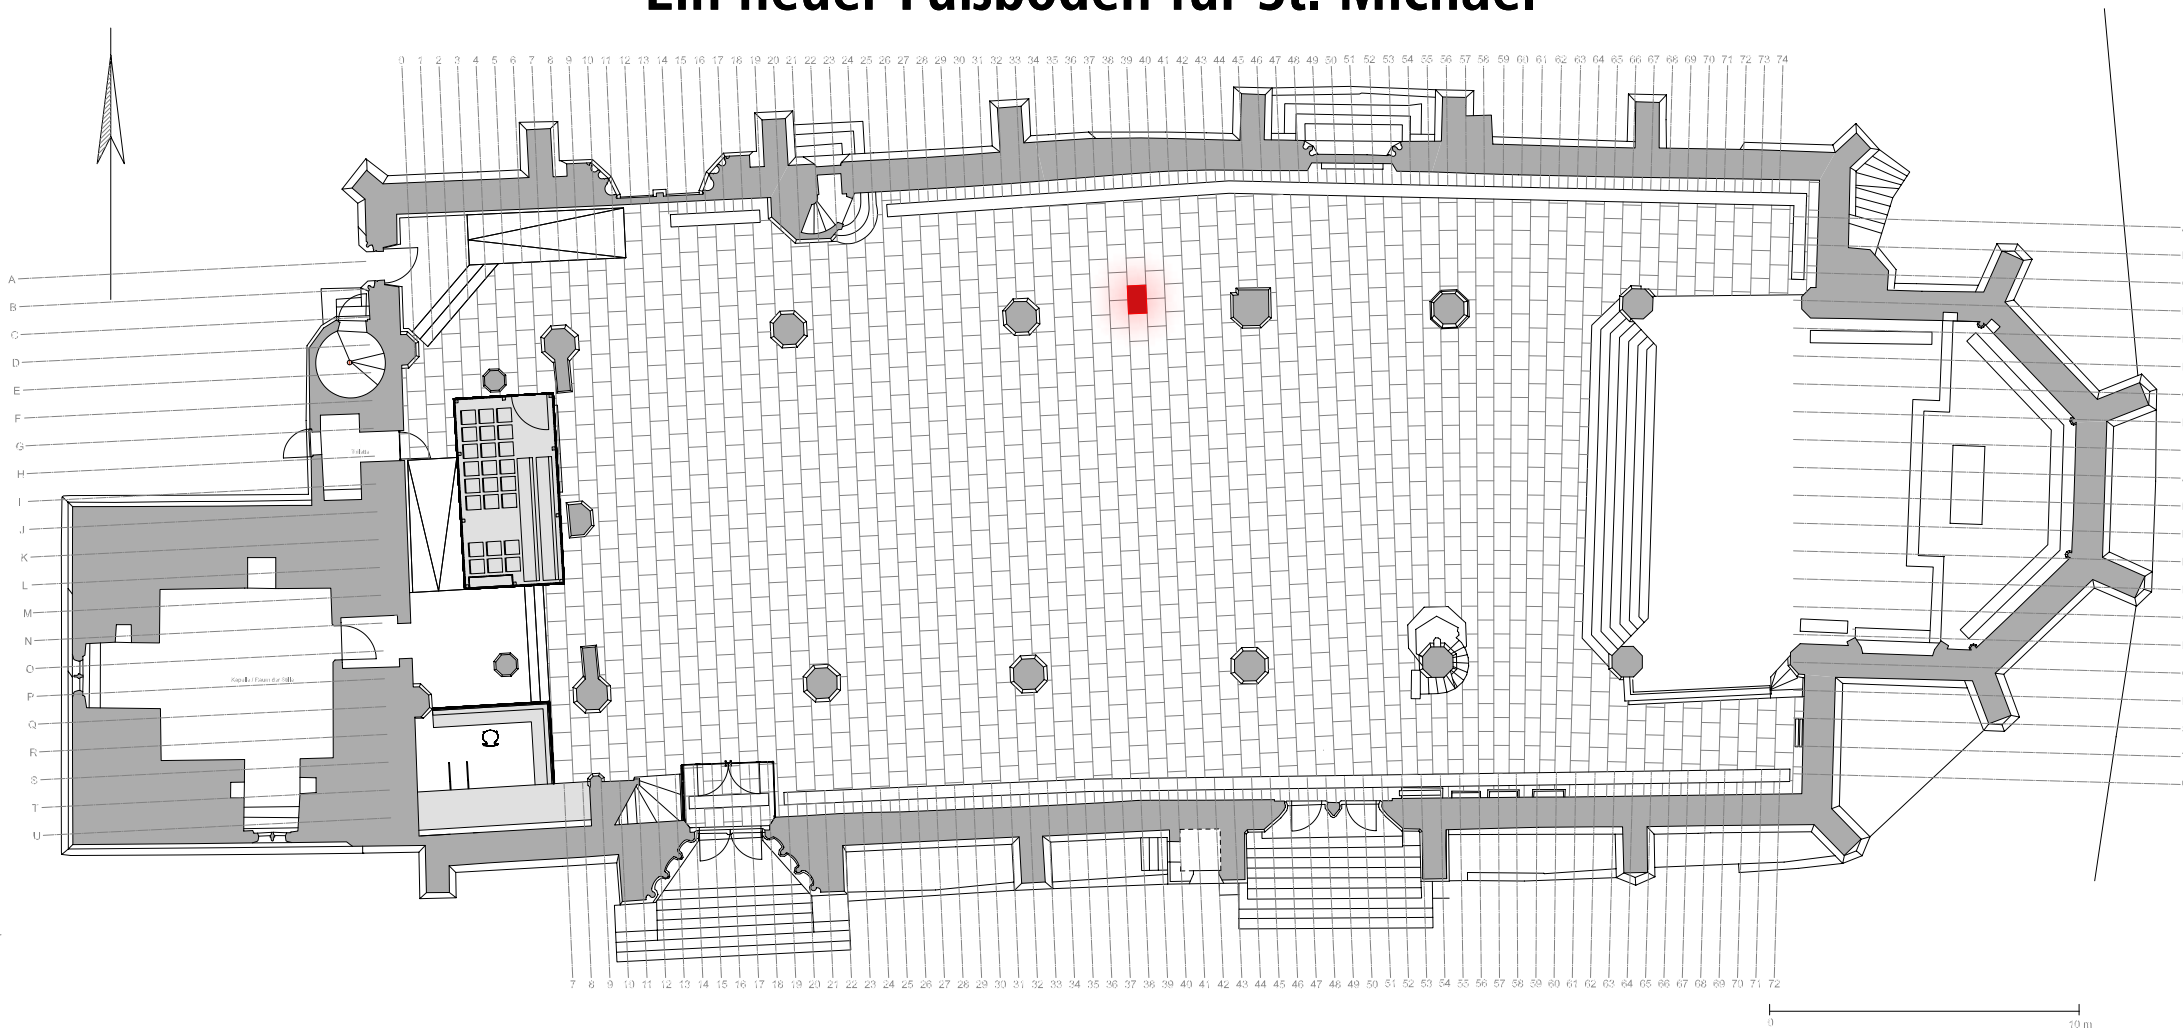 Ein neuer Fußboden für St. Michael
0 1 2 3 4 5 6 7 8 9 10 11 12 13 14 15 16 17 18 19 20 21 22 23 24 25 26 27 28 29 30 31 32 33 34 35 36 37 38 39 40 41 42 43 44 45 46 47 48 49 50 51 52 53 54 55 56 57 58 59 60 61 62 63 64 65 66 67 68 69 70 71 72 73 74
A
B
C
D
E
F
G
H
I
J
K
L
M
N
O
P
Q
R
S
T
U
7 8 9 10 11 12 13 14 15 16 17 18 19 20 21 22 23 24 25 26 27 28 29 30 31 32 33 34 35 36 37 38 39 40 41 42 43 44 45 46 47 48 49 50 51 52 53 54 55 56 57 58 59 60 61 62 63 64 65 66 67 68 69 70 71 72
0 10 m